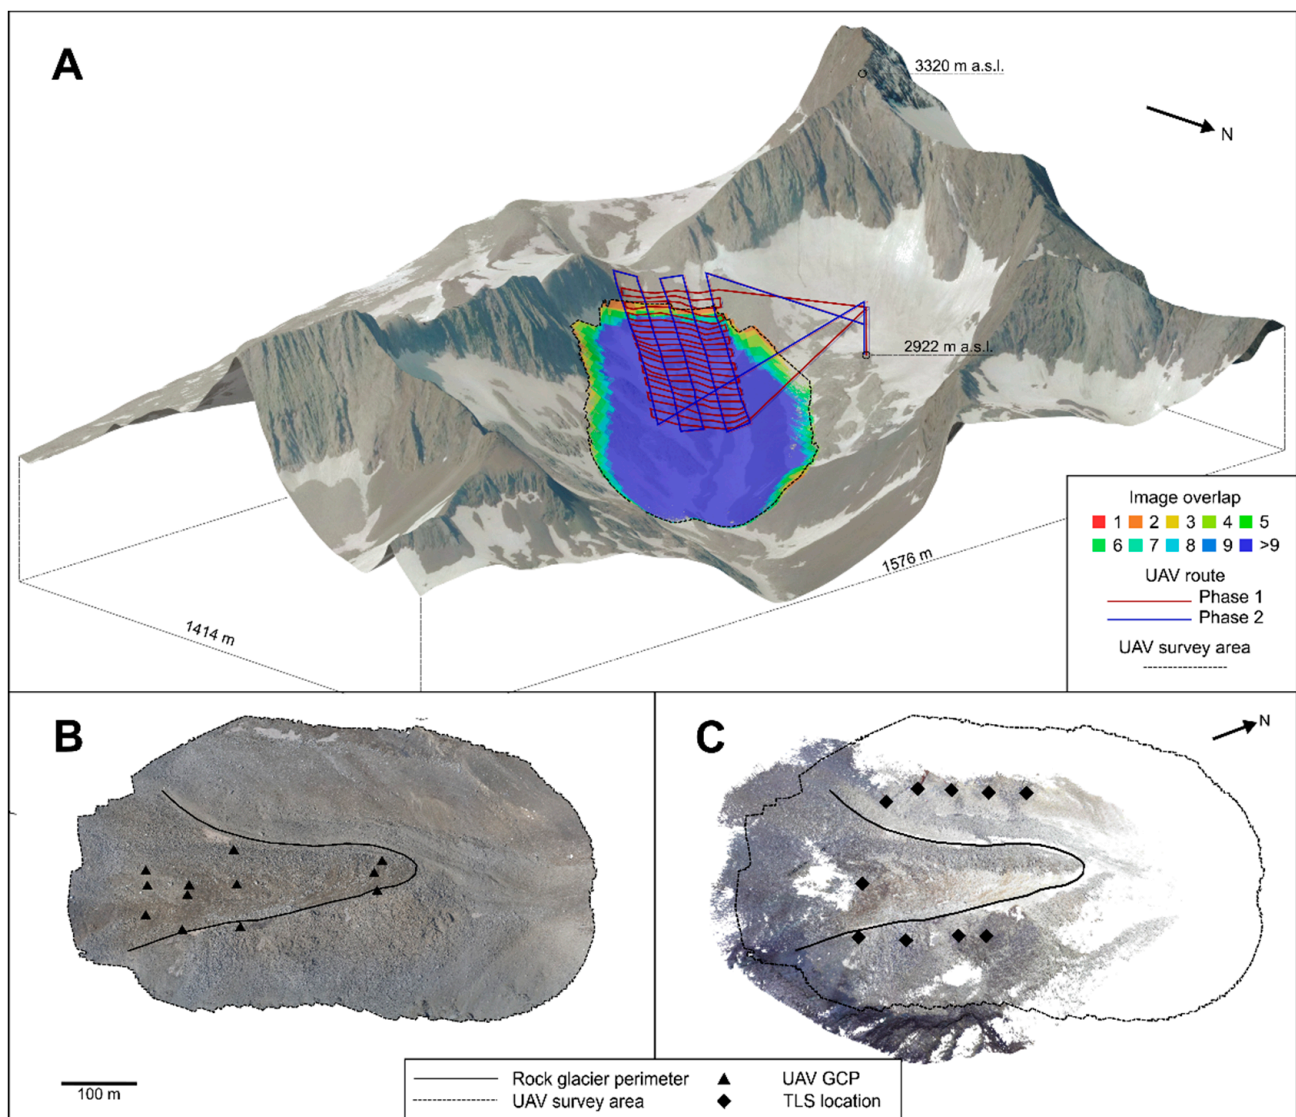 A
3320 m a.s.l.
N
2922 m a.s.l.
1576 m
1414 m
Image overlap
1 2 3 4 5
6 7 8 9 >9
UAV route
Phase 1
Phase 2
UAV survey area
B
C
N
100 m
Rock glacier perimeter UAV GCP
UAV survey area TLS location